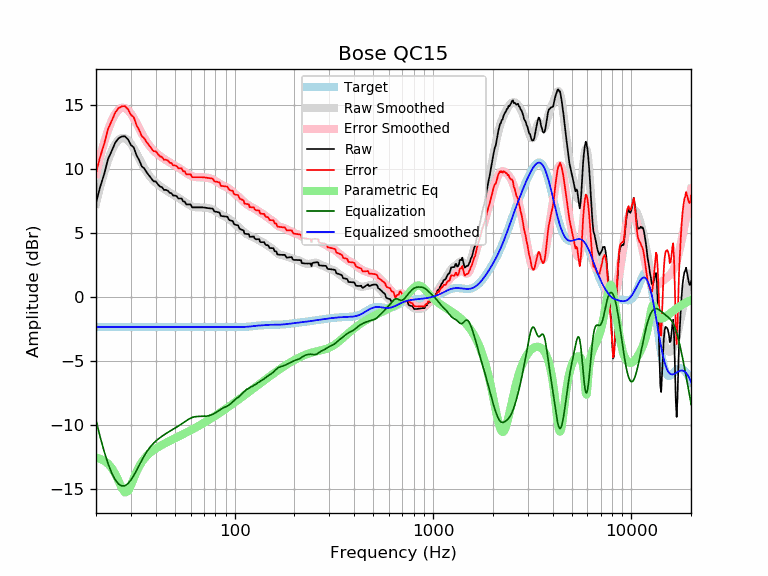 Bose QC15
Target
Raw Smoothed
Error Smoothed
Raw
Error
Parametric Eq
Equalization
Equalized smoothed
Amplitude (dBr)
15
10
5
0
−5
−10
−15
100
1000
10000
Frequency (Hz)